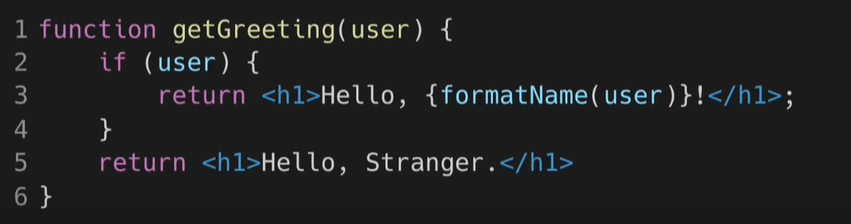 1 function getGreeting(user) {
2     if (user) {
3         return <h1>Hello, {formatName(user)}!</h1>;
4     }
5     return <h1>Hello, Stranger.</h1>
6 }